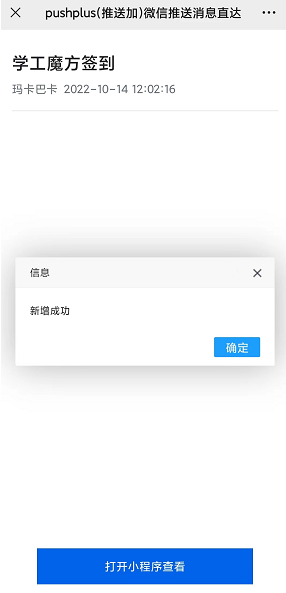 pushplus(推送加)微信推送消息直达
学工魔方签到
玛卡巴卡 2022-10-14 12:02:16
信息
新增成功
确定
打开小程序查看